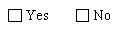 ☐ Yes ☐ No